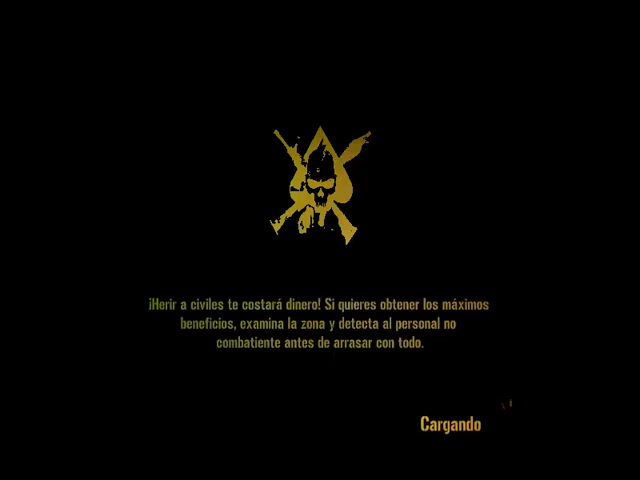 ¡Herir a civiles te costará dinero! Si quieres obtener los máximos
beneficios, examina la zona y detecta al personal no
combatiente antes de arrasar con todo.
Cargando